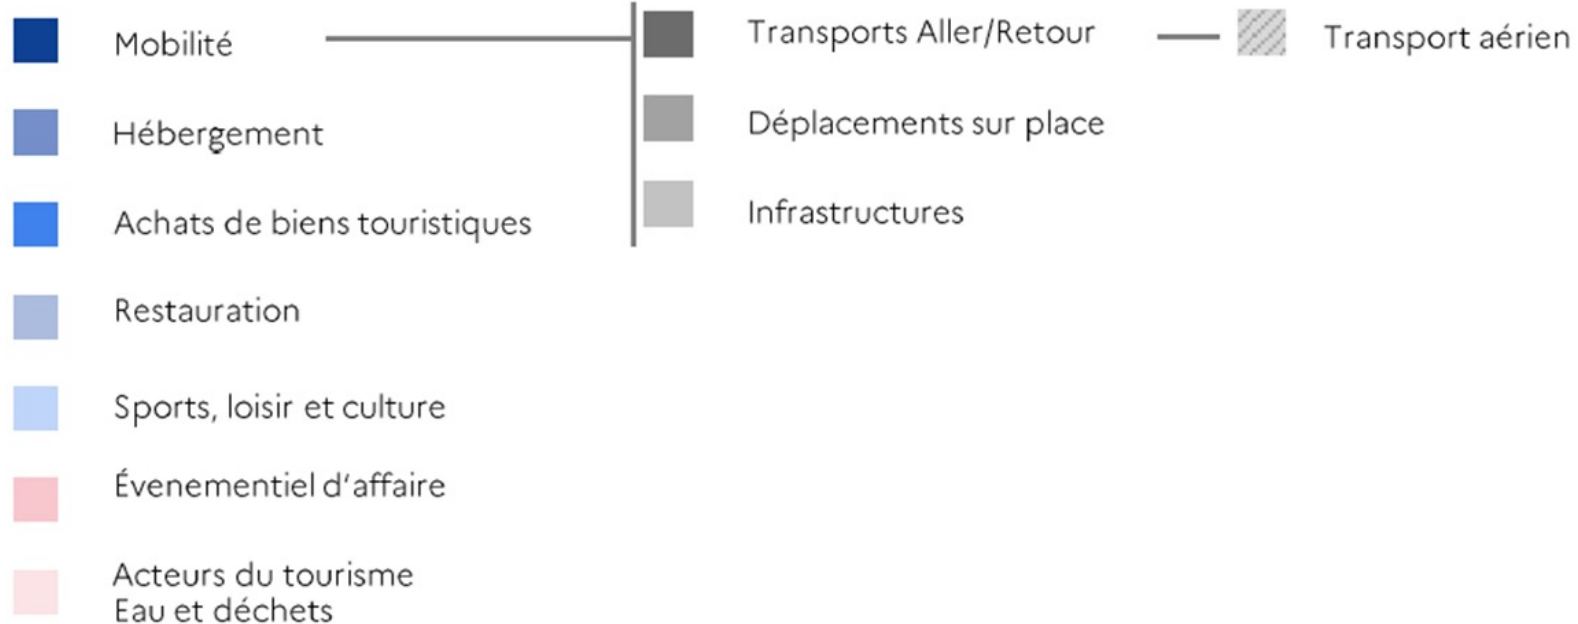 Mobilité
Hébergement
Achats de biens touristiques
Restauration
Sports, loisir et culture
Évenementiel d'affaire
Acteurs du tourisme
Eau et déchets
Transports Aller/Retour
Déplacements sur place
Infrastructures
Transport aérien